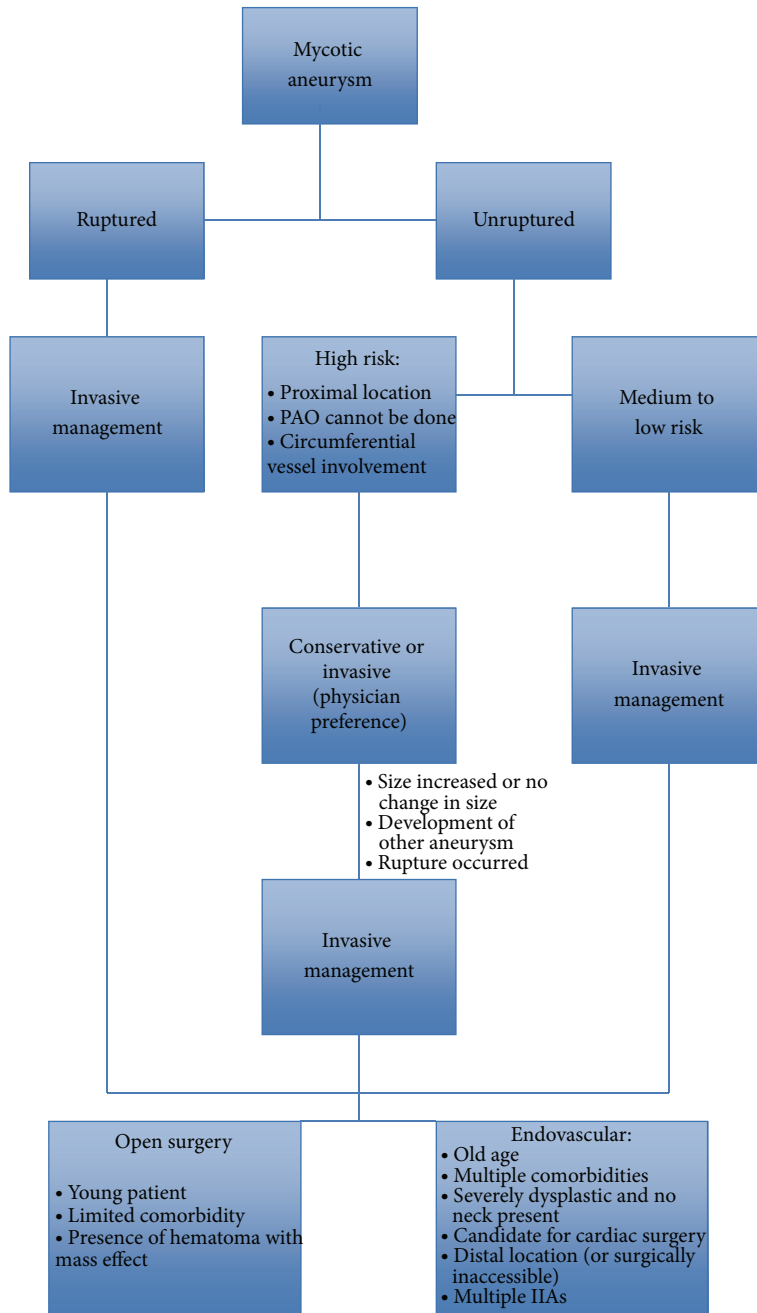 Mycotic
aneurysm
Ruptured
Unruptured
Invasive
management
High risk:
• Proximal location
• PAO cannot be done
• Circumferential
vessel involvement
Medium to
low risk
Conservative or
invasive
(physician
preference)
Invasive
management
• Size increased or no
change in size
• Development of
other aneurysm
• Rupture occurred
Invasive
management
Open surgery
• Young patient
• Limited comorbidity
• Presence of hematoma with
mass effect
Endovascular:
• Old age
• Multiple comorbidities
• Severely dysplastic and no
neck present
• Candidate for cardiac surgery
• Distal location (or surgically
inaccessible)
• Multiple IIAs